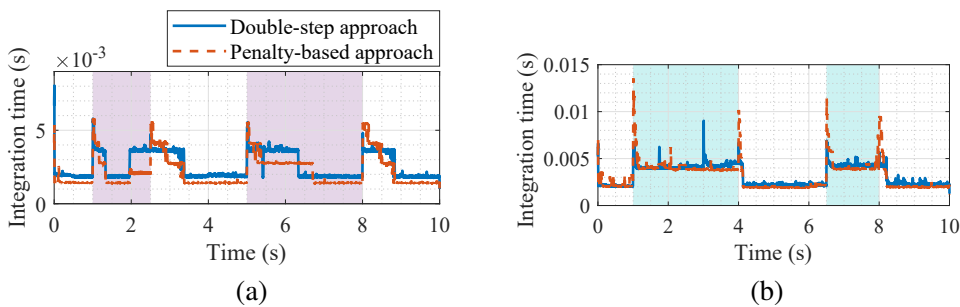 Double-step approach
Penalty-based approach
×10⁻³
5
0
Integration time (s)
0 2 4 6 8 10
Time (s)
(a)
0.015
0.01
0.005
0
Integration time (s)
0 2 4 6 8 10
Time (s)
(b)